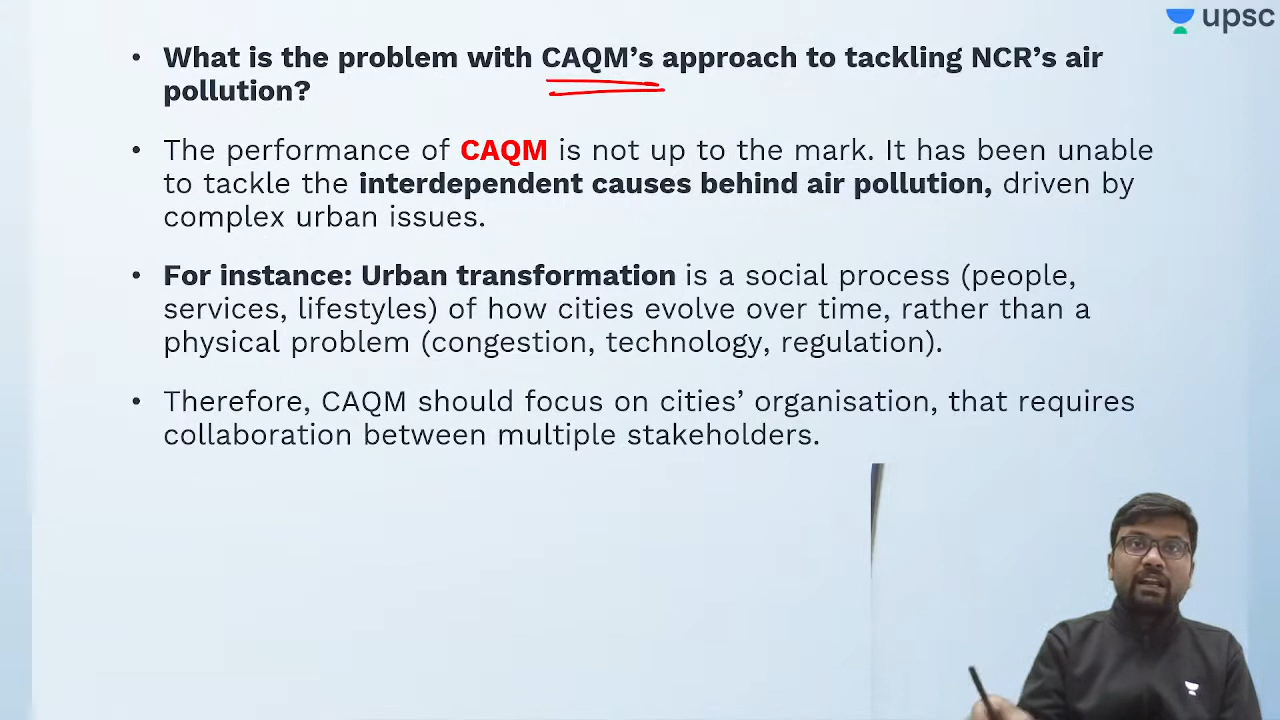 upsc
• What is the problem with CAQM’s approach to tackling NCR’s air
pollution?
• The performance of CAQM is not up to the mark. It has been unable
to tackle the interdependent causes behind air pollution, driven by
complex urban issues.
• For instance: Urban transformation is a social process (people,
services, lifestyles) of how cities evolve over time, rather than a
physical problem (congestion, technology, regulation).
• Therefore, CAQM should focus on cities’ organisation, that requires
collaboration between multiple stakeholders.